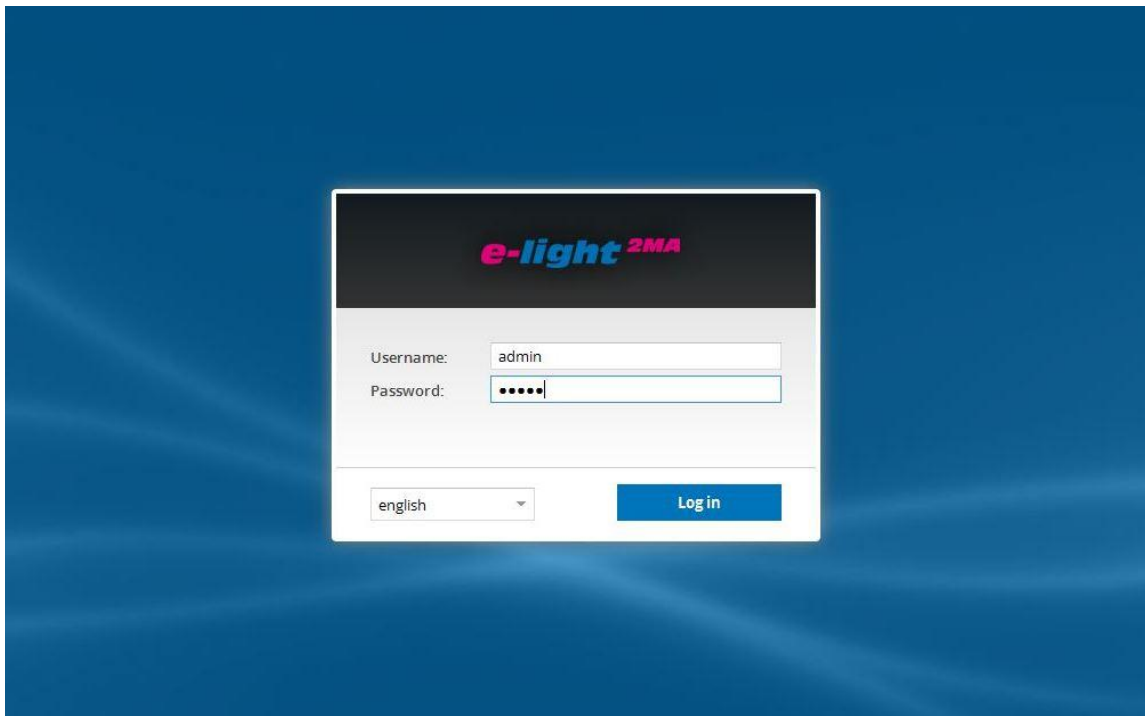 e-light 2MA
Username: admin
Password: •••••
english
Log in